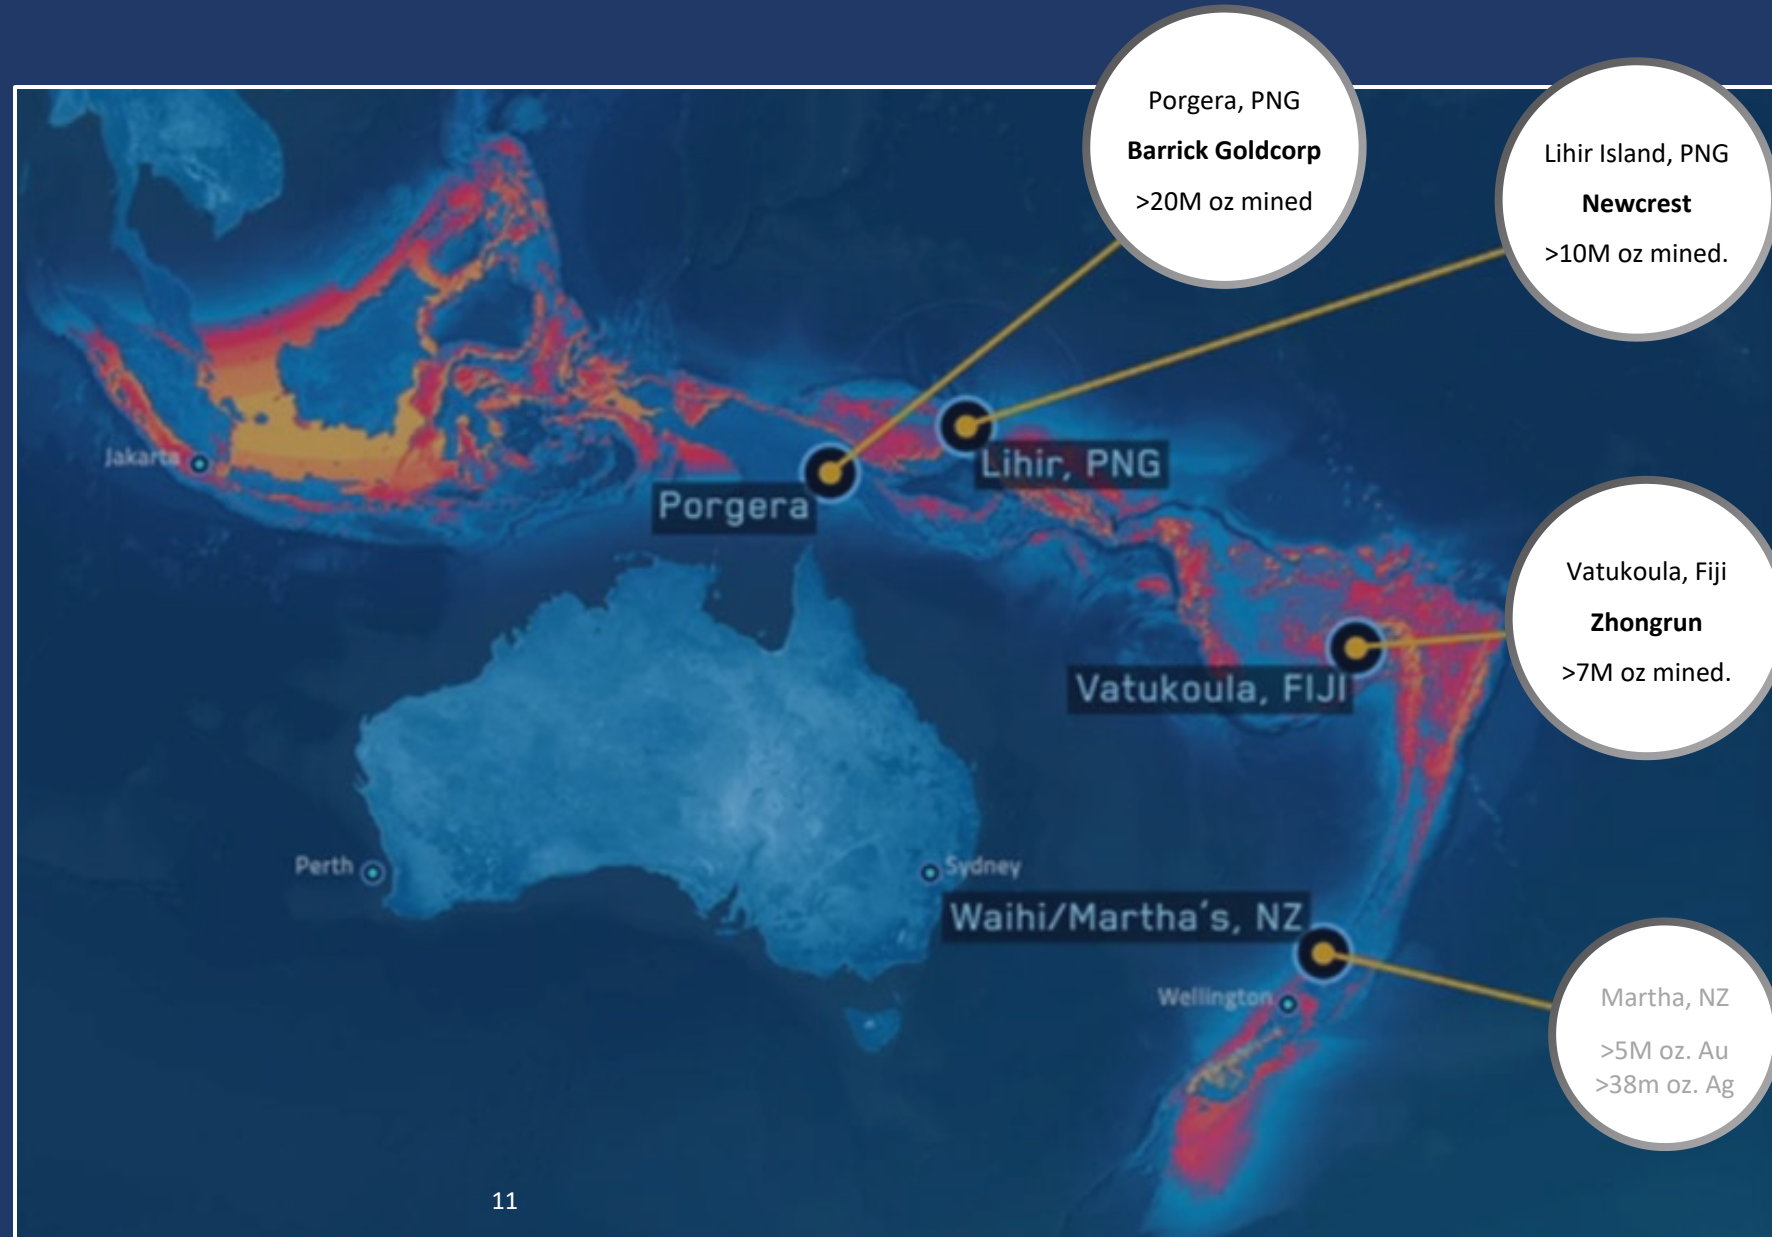 Porgera, PNG
Barrick Goldcorp
>20M oz mined
Lihir Island, PNG
Newcrest
>10M oz mined.
Jakarta
Lihir, PNG
Porgera
Vatukoula, Fiji
Zhongrun
>7M oz mined.
Vatukoula, FIJI
Perth
Sydney
Waihi/Martha's, NZ
Wellington
Martha, NZ
>5M oz. Au
>38m oz. Ag
11